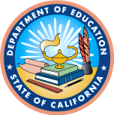 DEPARTMENT OF EDUCATION
STATE OF CALIFORNIA